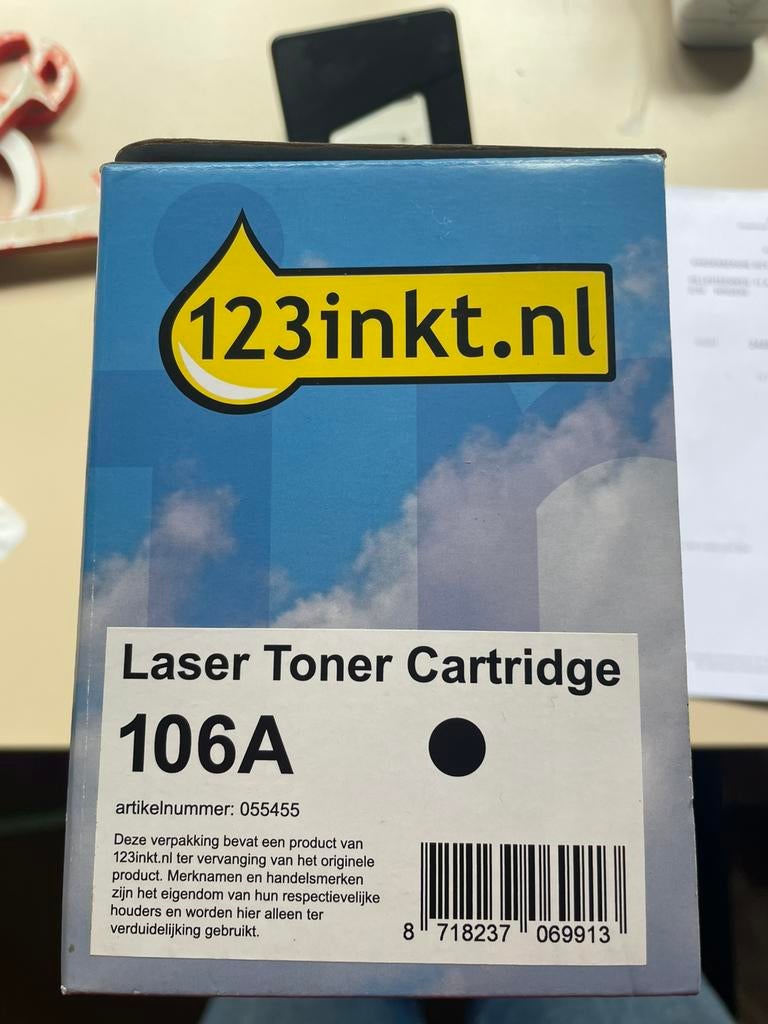 123inkt.nl
Laser Toner Cartridge
106A
artikelnummer: 055455
Deze verpakking bevat een product van
123inkt.nl ter vervanging van het originele
product. Merknamen en handelsmerken
zijn het eigendom van hun respectievelijke
houders en worden hier alleen ter
verduidelijking gebruikt.
8 718237 069913